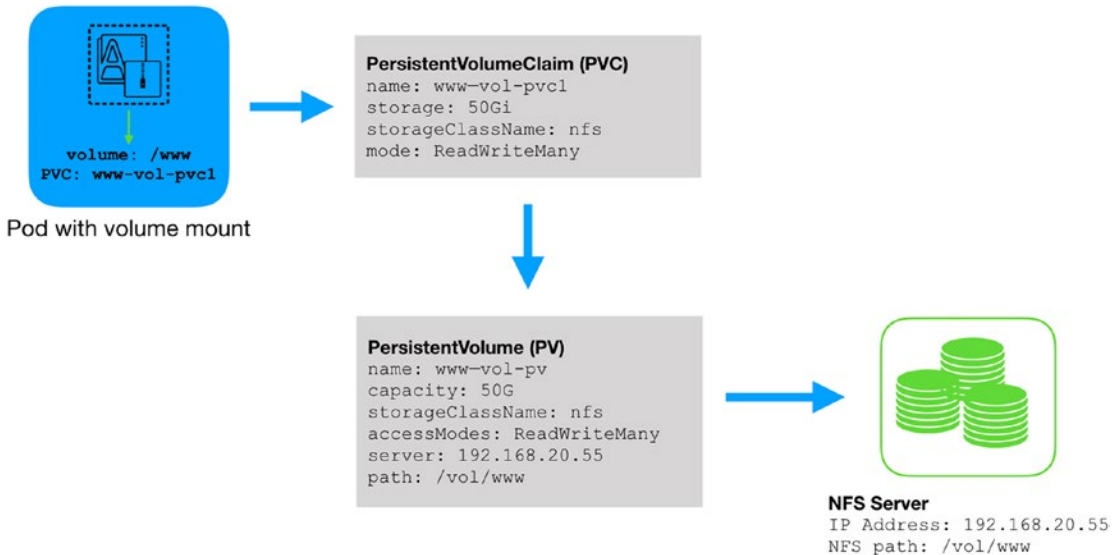 volume: /www
PVC: www-vol-pvc1
Pod with volume mount
PersistentVolumeClaim (PVC)
name: www—vol-pvc1
storage: 50Gi
storageClassName: nfs
mode: ReadWriteMany
PersistentVolume (PV)
name: www—vol-pv
capacity: 50G
storageClassName: nfs
accessModes: ReadWriteMany
server: 192.168.20.55
path: /vol/www
NFS Server
IP Address: 192.168.20.55
NFS path: /vol/www